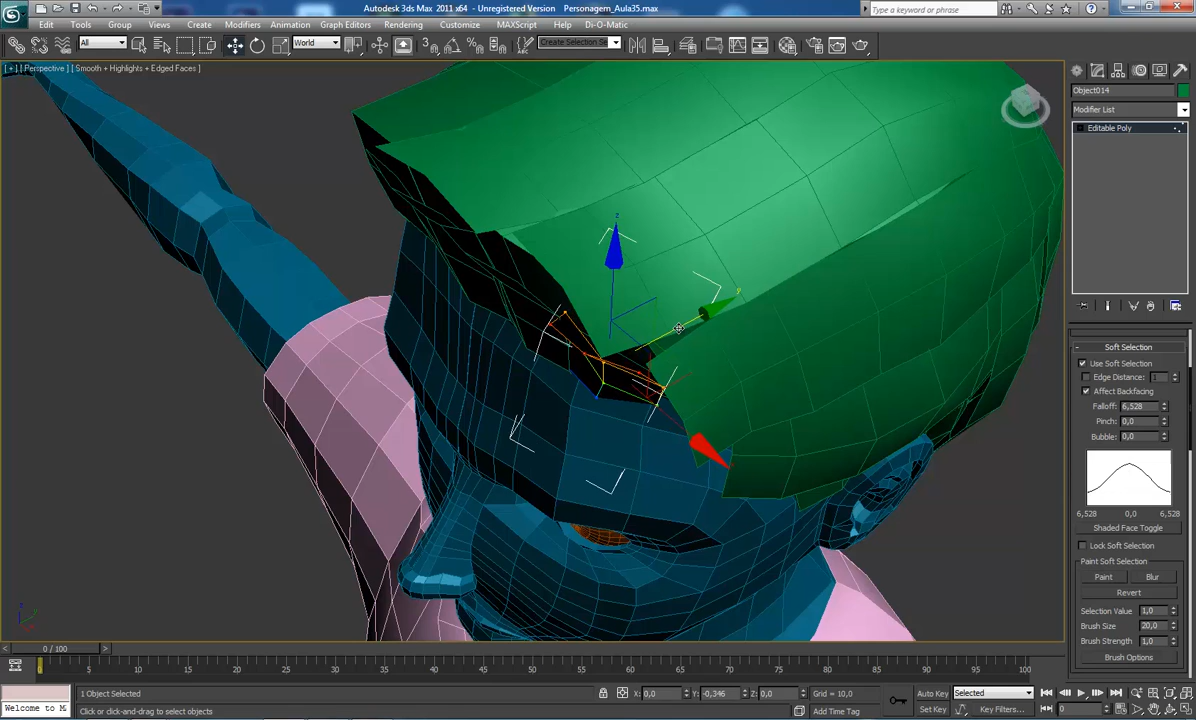 Autodesk 3ds Max 2011 x64 - Unregistered Version Personagem_Aula35.max
Type a keyword or phrase
Edit Tools Group Views Create Modifiers Animation Graph Editors Rendering Customize MAXScript Help Di-O-Matic
All World Create Selection Se
[ + ] [ Perspective ] [ Smooth + Highlights + Edged Faces ]
Object014
Modifier List
Editable Poly
z
y
- Soft Selection
Use Soft Selection
Edge Distance: 1
Affect Backfacing
Falloff: 6,528
Pinch: 0,0
Bubble: 0,0
6,528 0,0 6,528
Shaded Face Toggle
Lock Soft Selection
Paint Soft Selection
Paint Blur
Revert
Selection Value 1,0
Brush Size 20,0
Brush Strength 1,0
Brush Options
0 / 100
0 5 10 15 20 25 30 35 40 45 50 55 60 65 70 75 80 85 90 95 100
1 Object Selected X: 0,0 Y: -0,346 Z: 0,0 Grid = 10,0 Auto Key Selected
Welcome to M Click or click-and-drag to select objects Add Time Tag Set Key Key Filters... 0